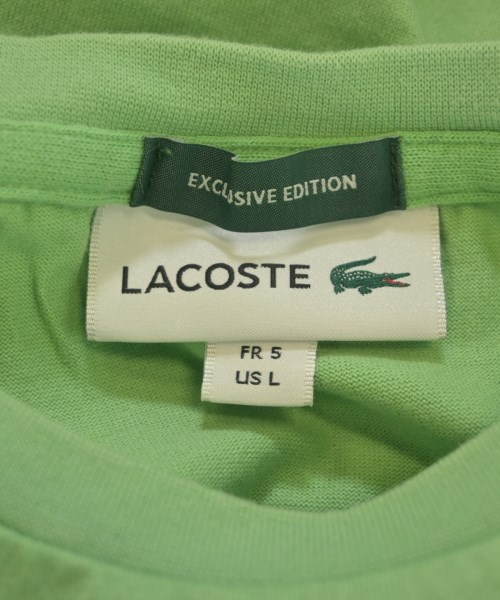 EXCLUSIVE EDITION
LACOSTE
FR 5
US L